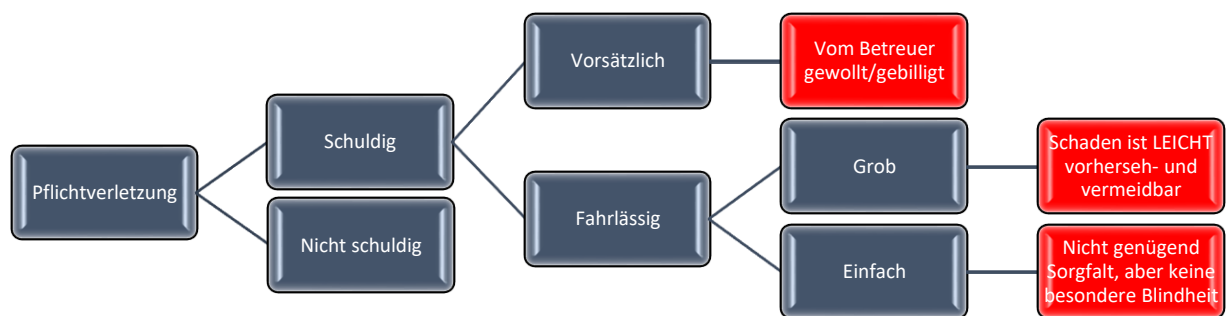 Pflichtverletzung
Schuldig
Nicht schuldig
Vorsätzlich
Fahrlässig
Vom Betreuer
gewollt/gebilligt
Grob
Einfach
Schaden ist LEICHT
vorherseh- und
vermeidbar
Nicht genügend
Sorgfalt, aber keine
besondere Blindheit